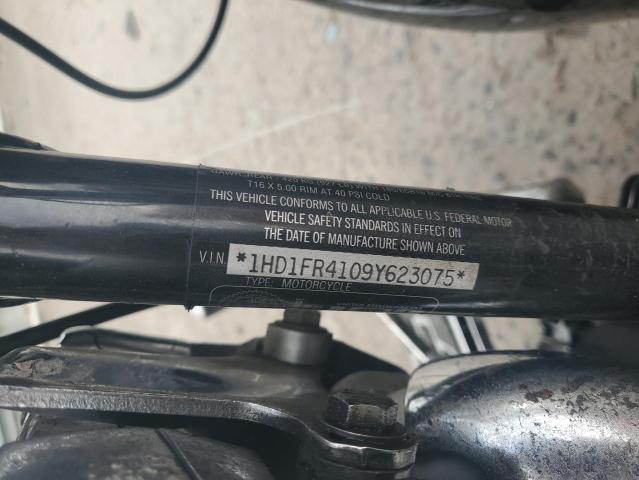 T16 X 5.00 RIM AT 40 PSI COLD
THIS VEHICLE CONFORMS TO ALL APPLICABLE U.S. FEDERAL MOTOR
VEHICLE SAFETY STANDARDS IN EFFECT ON
THE DATE OF MANUFACTURE SHOWN ABOVE
V.I.N. *1HD1FR4109Y623075*
TYPE: MOTORCYCLE